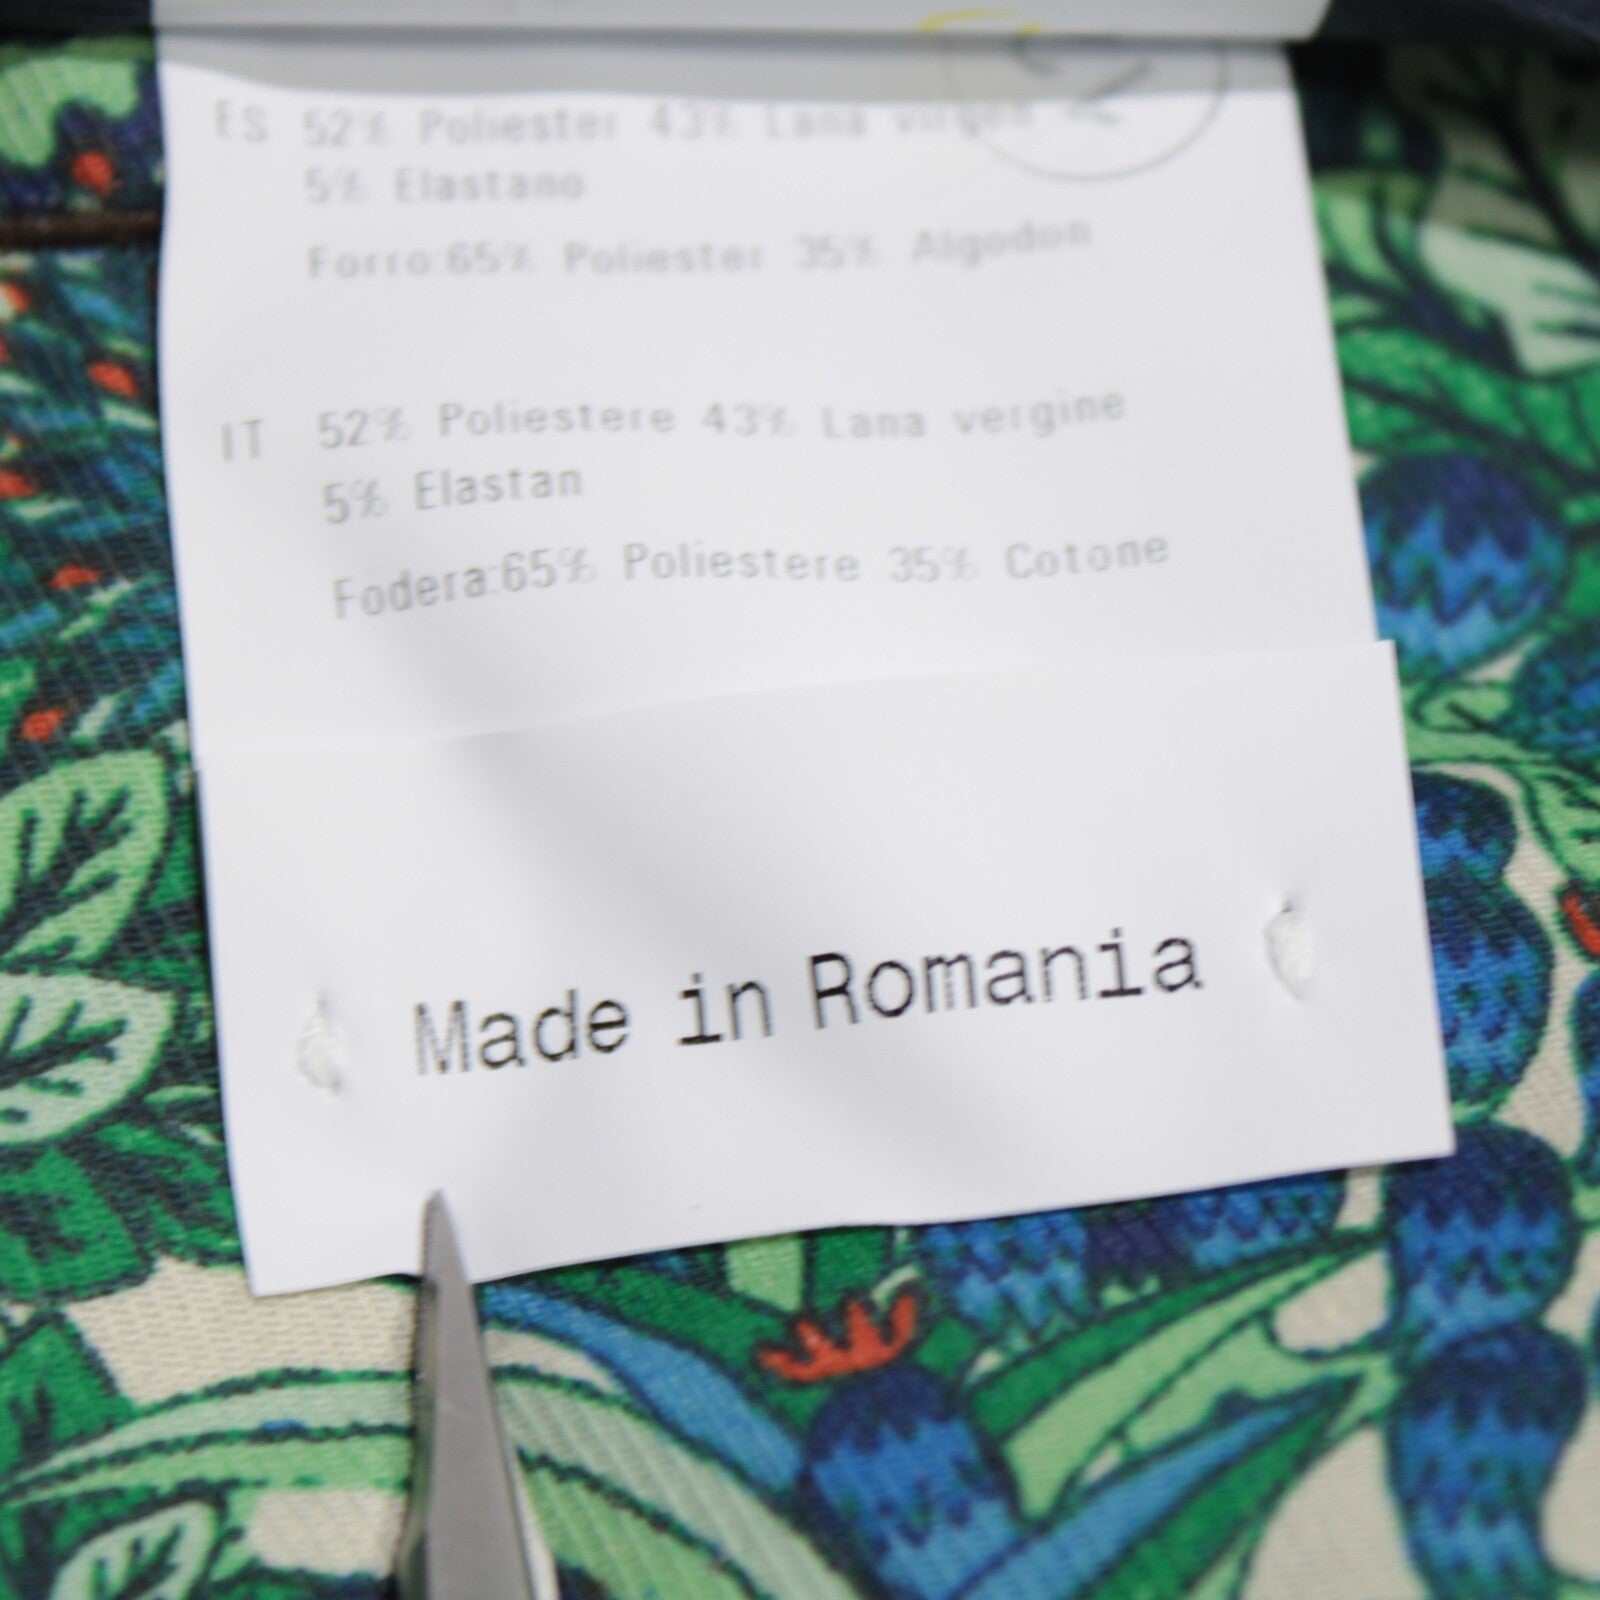 ES 52% Poliester 43% Lana virgen
5% Elastano
Forro:65% Poliester 35% Algodon
IT 52% Poliestere 43% Lana vergine
5% Elastan
Fodera:65% Poliestere 35% Cotone
Made in Romania